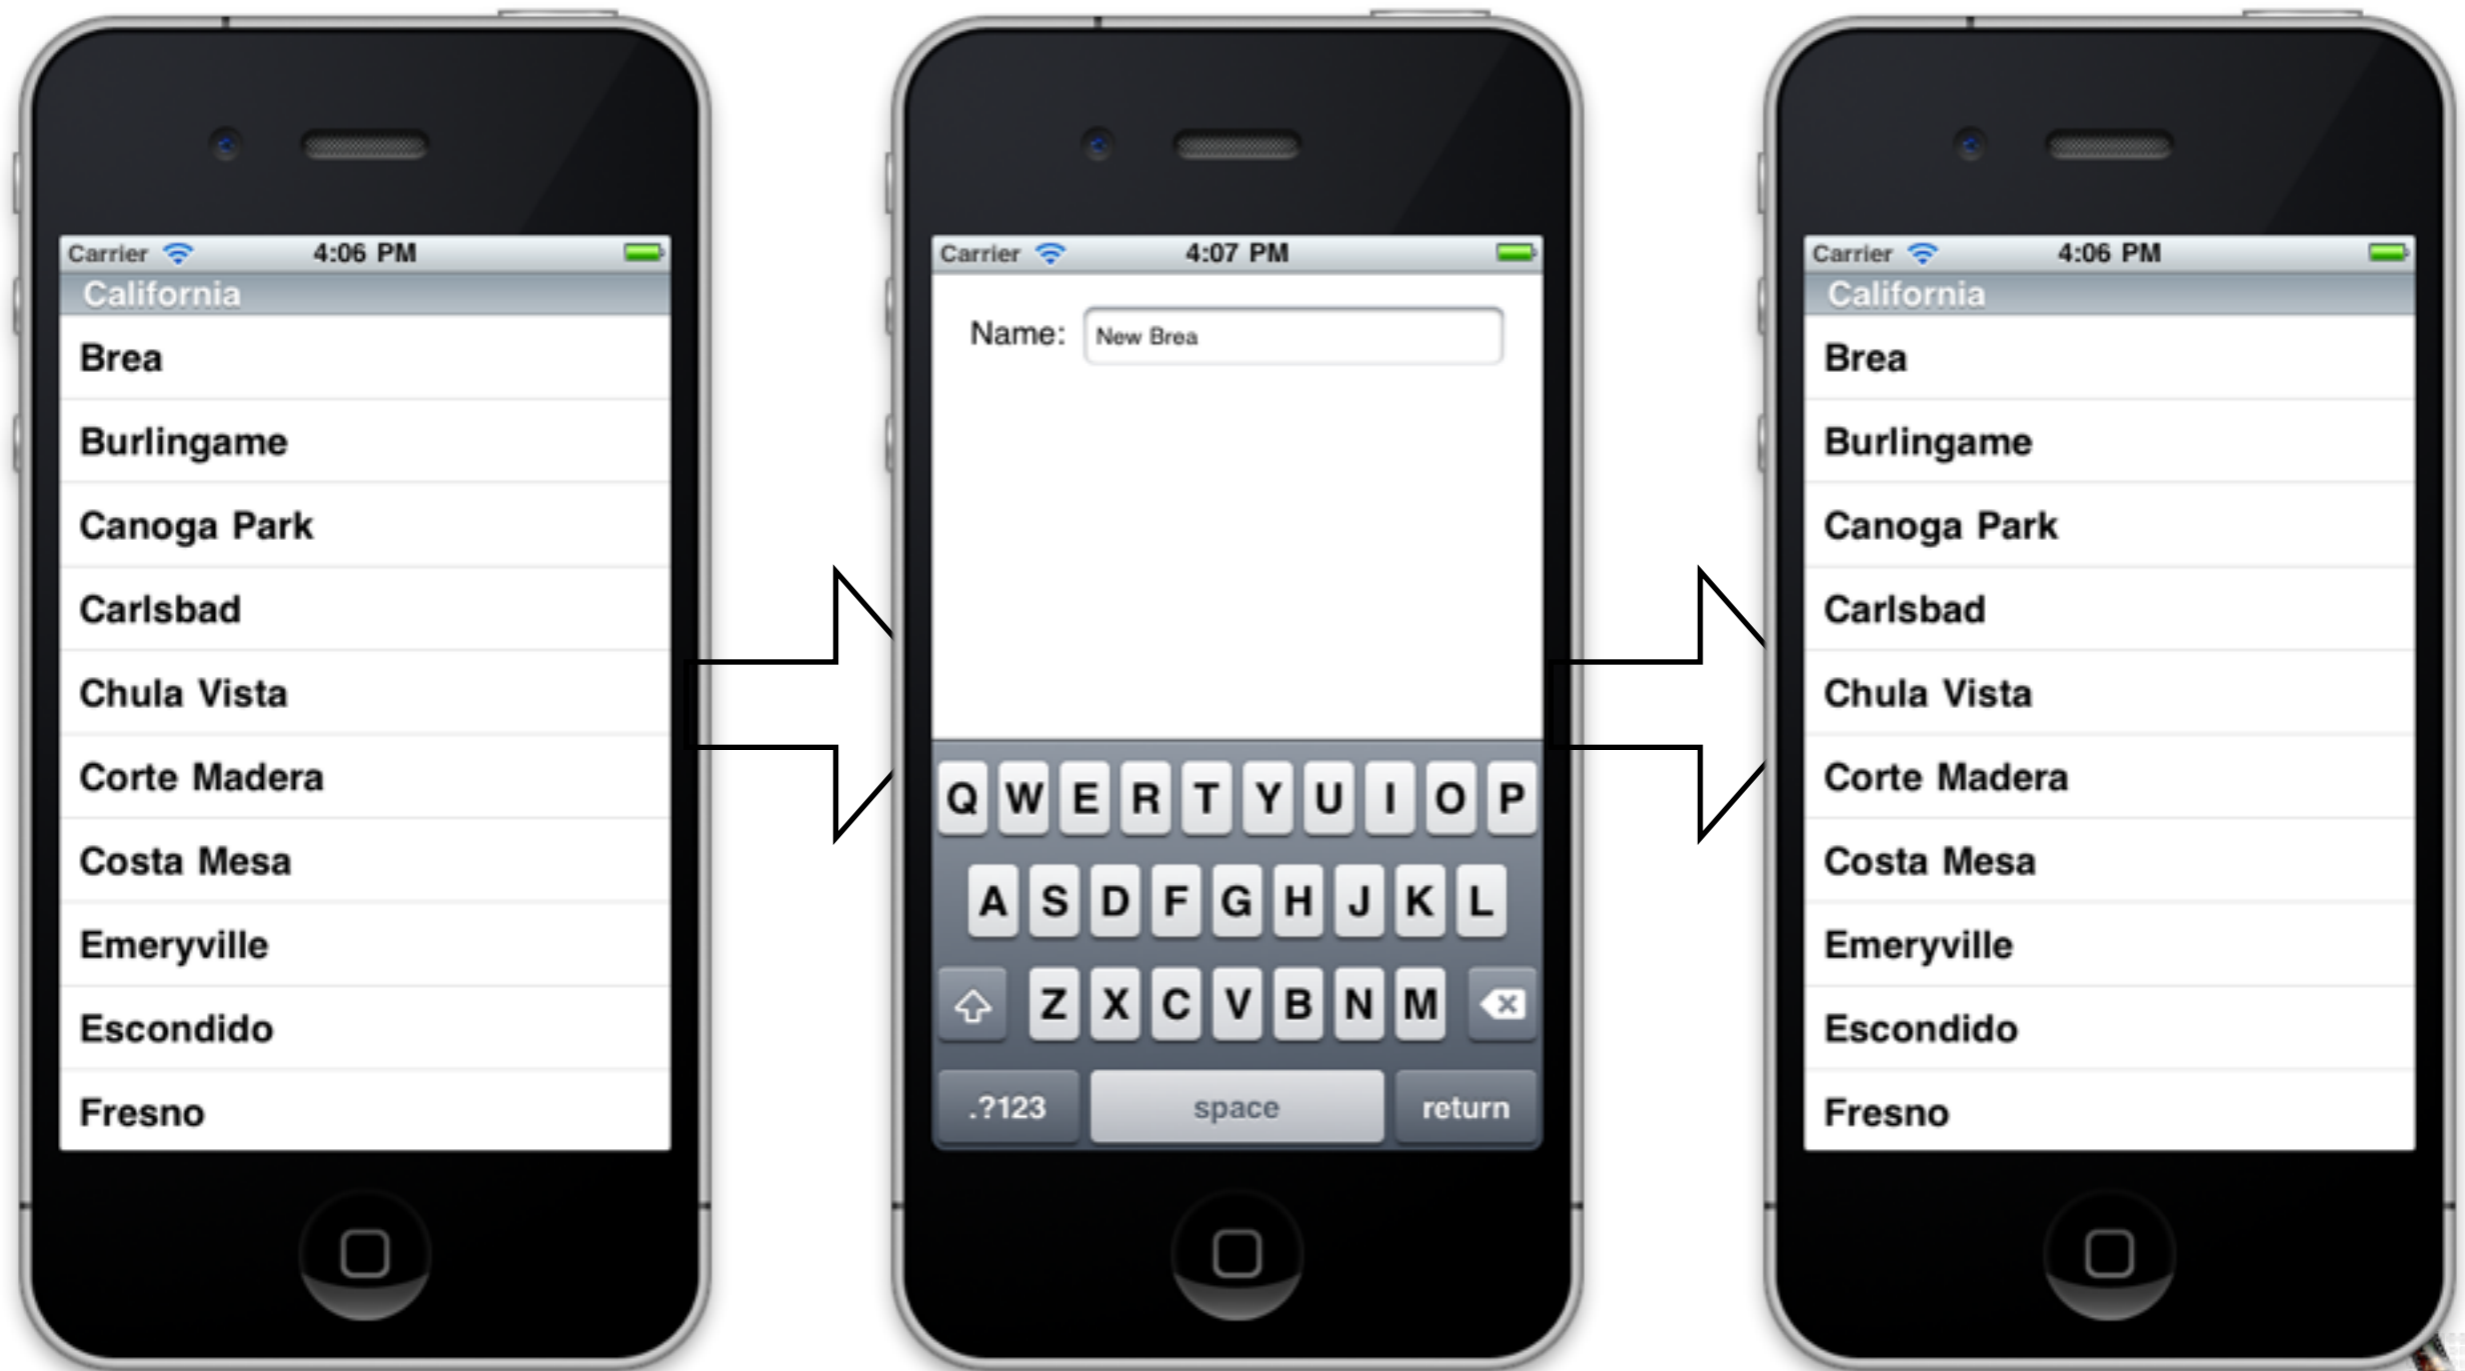 Carrier 4:06 PM
California
Brea
Burlingame
Canoga Park
Carlsbad
Chula Vista
Corte Madera
Costa Mesa
Emeryville
Escondido
Fresno
Carrier 4:07 PM
Name: New Brea
Q W E R T Y U I O P
A S D F G H J K L
Z X C V B N M
.?123 space return
Carrier 4:06 PM
California
Brea
Burlingame
Canoga Park
Carlsbad
Chula Vista
Corte Madera
Costa Mesa
Emeryville
Escondido
Fresno